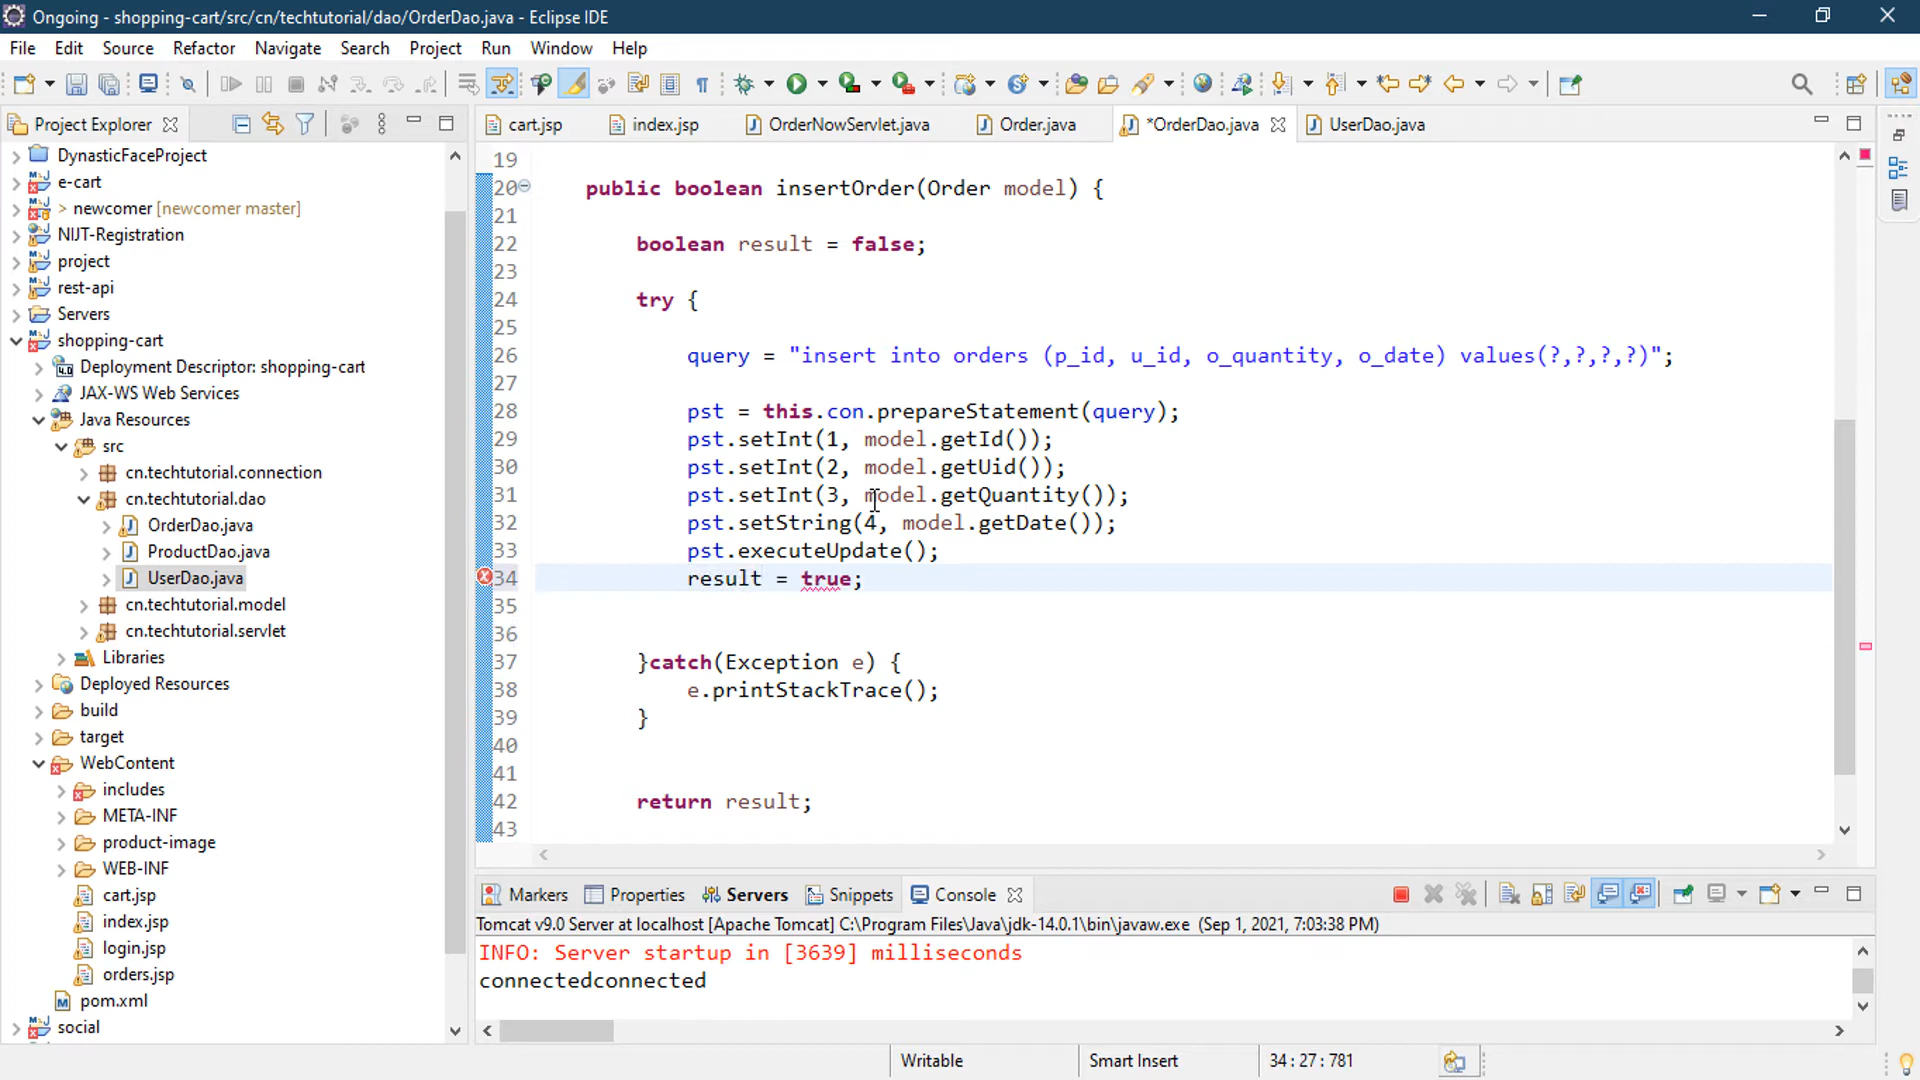 Ongoing - shopping-cart/src/cn/techtutorial/dao/OrderDao.java - Eclipse IDE
File Edit Source Refactor Navigate Search Project Run Window Help
Project Explorer
cart.jsp index.jsp OrderNowServlet.java Order.java *OrderDao.java UserDao.java
DynasticFaceProject
e-cart
> newcomer [newcomer master]
NIJT-Registration
project
rest-api
Servers
shopping-cart
Deployment Descriptor: shopping-cart
JAX-WS Web Services
Java Resources
src
cn.techtutorial.connection
cn.techtutorial.dao
OrderDao.java
ProductDao.java
UserDao.java
cn.techtutorial.model
cn.techtutorial.servlet
Libraries
Deployed Resources
build
target
WebContent
includes
META-INF
product-image
WEB-INF
cart.jsp
index.jsp
login.jsp
orders.jsp
pom.xml
social
19
20 public boolean insertOrder(Order model) {
21
22 boolean result = false;
23
24 try {
25
26 query = "insert into orders (p_id, u_id, o_quantity, o_date) values(?,?,?,?)";
27
28 pst = this.con.prepareStatement(query);
29 pst.setInt(1, model.getId());
30 pst.setInt(2, model.getUid());
31 pst.setInt(3, model.getQuantity());
32 pst.setString(4, model.getDate());
33 pst.executeUpdate();
34 result = true;
35
36
37 }catch(Exception e) {
38 e.printStackTrace();
39 }
40
41
42 return result;
43
Markers Properties Servers Snippets Console
Tomcat v9.0 Server at localhost [Apache Tomcat] C:\Program Files\Java\jdk-14.0.1\bin\javaw.exe (Sep 1, 2021, 7:03:38 PM)
INFO: Server startup in [3639] milliseconds
connectedconnected
Writable Smart Insert 34 : 27 : 781